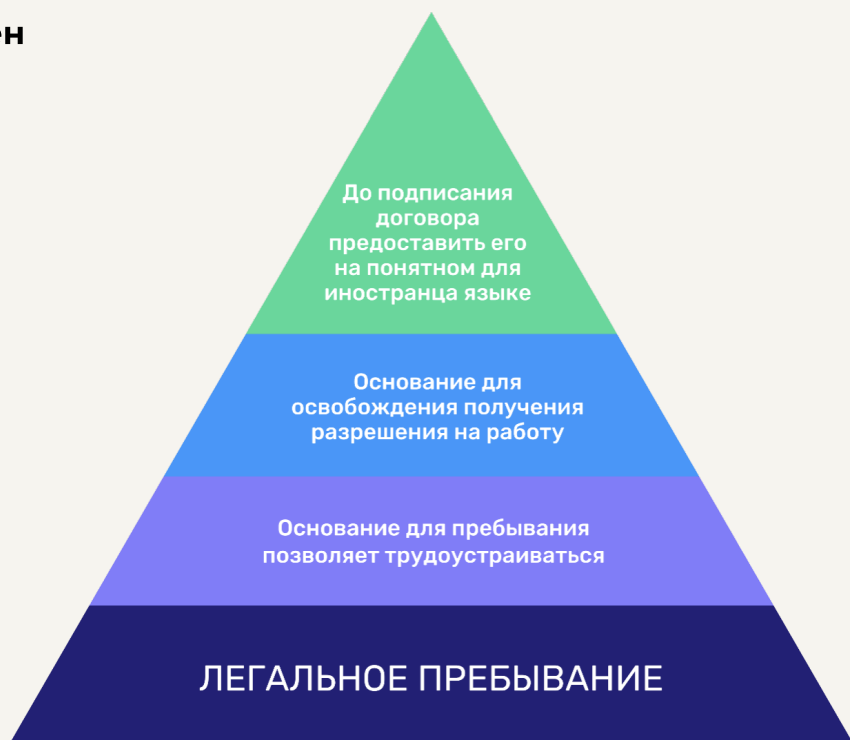 До подписания
договора
предоставить его
на понятном для
иностранца языке
Основание для
освобождения получения
разрешения на работу
Основание для пребывания
позволяет трудоустраиваться
ЛЕГАЛЬНОЕ ПРЕБЫВАНИЕ